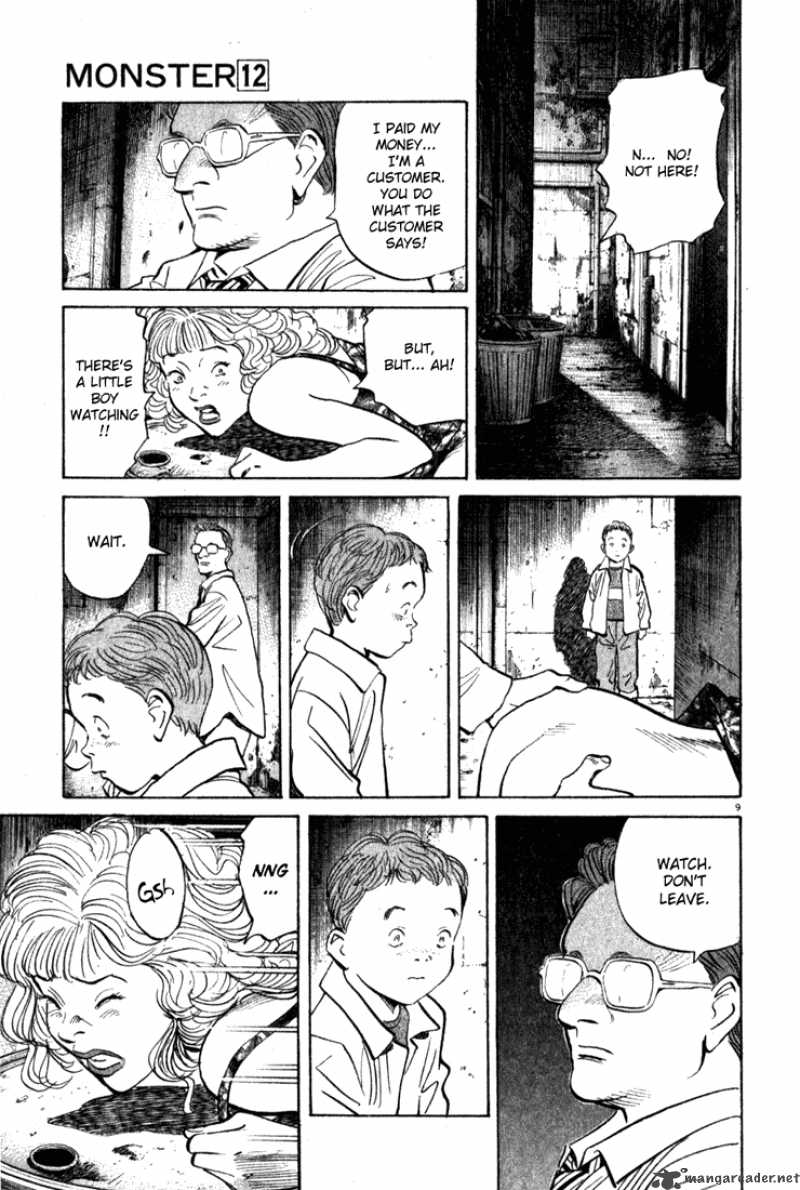 MONSTER 12
N... NO!
NOT HERE!
I PAID MY
MONEY...
I'M A
CUSTOMER.
YOU DO
WHAT THE
CUSTOMER
SAYS!
BUT,
BUT... AH!
THERE'S
A LITTLE
BOY
WATCHING
!!
WAIT.
9
WATCH.
DON'T
LEAVE.
NNG
...
GSh
mangareader.net